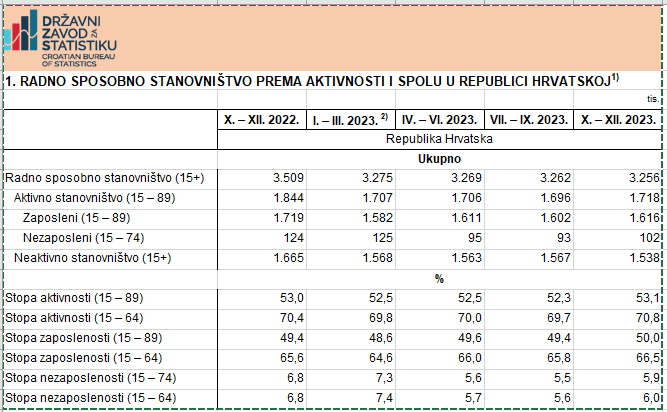 DRŽAVNI
ZAVOD ZA
STATISTIKU
CROATIAN BUREAU
OF STATISTICS
1. RADNO SPOSOBNO STANOVNIŠTVO PREMA AKTIVNOSTI I SPOLU U REPUBLICI HRVATSKOJ1)
tis.
X. – XII. 2022. I. – III. 2023. 2) IV. – VI. 2023. VII. – IX. 2023. X. – XII. 2023.
Republika Hrvatska
Ukupno
Radno sposobno stanovništvo (15+) 3.509 3.275 3.269 3.262 3.256
Aktivno stanovništvo (15 – 89) 1.844 1.707 1.706 1.696 1.718
Zaposleni (15 – 89) 1.719 1.582 1.611 1.602 1.616
Nezaposleni (15 – 74) 124 125 95 93 102
Neaktivno stanovništvo (15+) 1.665 1.568 1.563 1.567 1.538
%
Stopa aktivnosti (15 – 89) 53,0 52,5 52,5 52,3 53,1
Stopa aktivnosti (15 – 64) 70,4 69,8 70,0 69,7 70,8
Stopa zaposlenosti (15 – 89) 49,4 48,6 49,6 49,4 50,0
Stopa zaposlenosti (15 – 64) 65,6 64,6 66,0 65,8 66,5
Stopa nezaposlenosti (15 – 74) 6,8 7,3 5,6 5,5 5,9
Stopa nezaposlenosti (15 – 64) 6,8 7,4 5,7 5,6 6,0